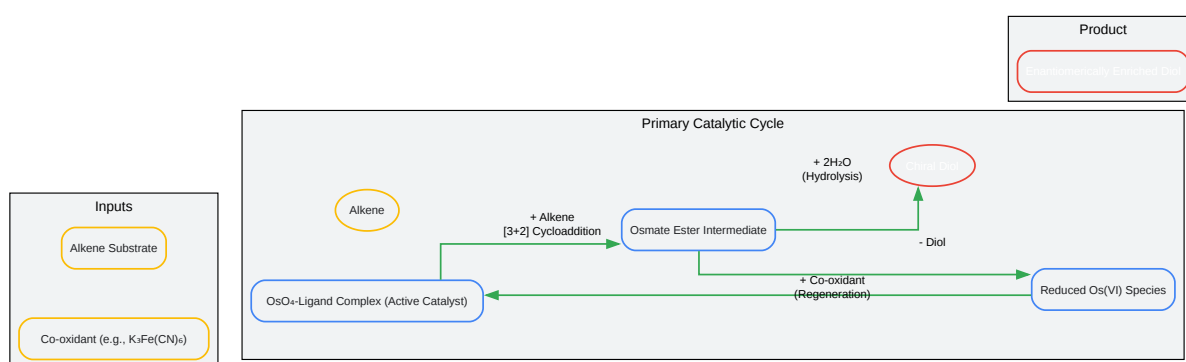 Product
Enantiomerically Enriched Diol
Primary Catalytic Cycle
+ 2H₂O
(Hydrolysis)
Chiral Diol
Inputs
Alkene
+ Alkene
[3+2] Cycloaddition
Osmate Ester Intermediate
Alkene Substrate
- Diol
+ Co-oxidant
(Regeneration)
OsO₄-Ligand Complex (Active Catalyst)
Reduced Os(VI) Species
Co-oxidant (e.g., K₃Fe(CN)₆)